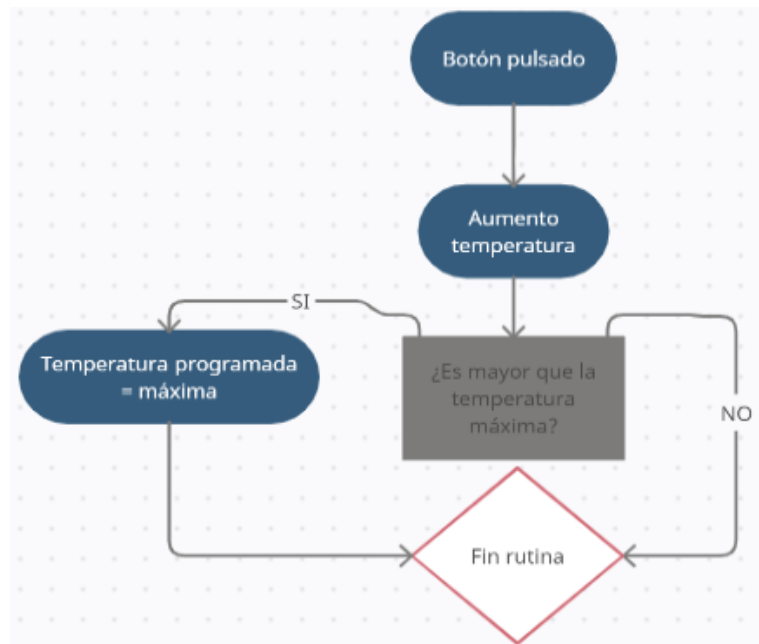 Botón pulsado
Aumento
temperatura
SI
Temperatura programada
= máxima
¿Es mayor que la
temperatura
máxima?
NO
Fin rutina